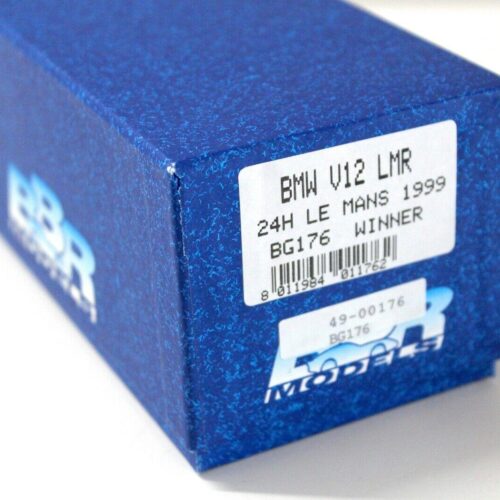 BBR
MODELS
BMW V12 LMR
24H LE MANS 1999
BG176 WINNER
8 011984 011762
49-00176
BG176
BBR
MODELS